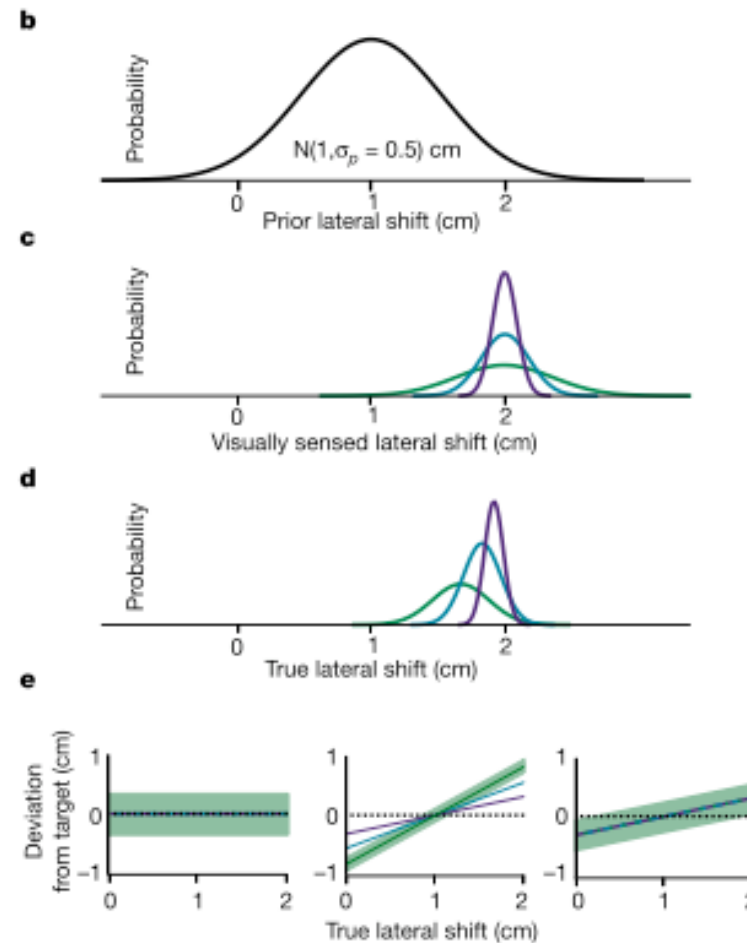 b
Probability
N(1,σp = 0.5) cm
0 1 2
Prior lateral shift (cm)
c
Probability
0 1 2
Visually sensed lateral shift (cm)
d
Probability
0 1 2
True lateral shift (cm)
e
Deviation
from target (cm)
1 1 1
0 0 0
−1 −1 −1
0 1 2 0 1 2 0 1
True lateral shift (cm)